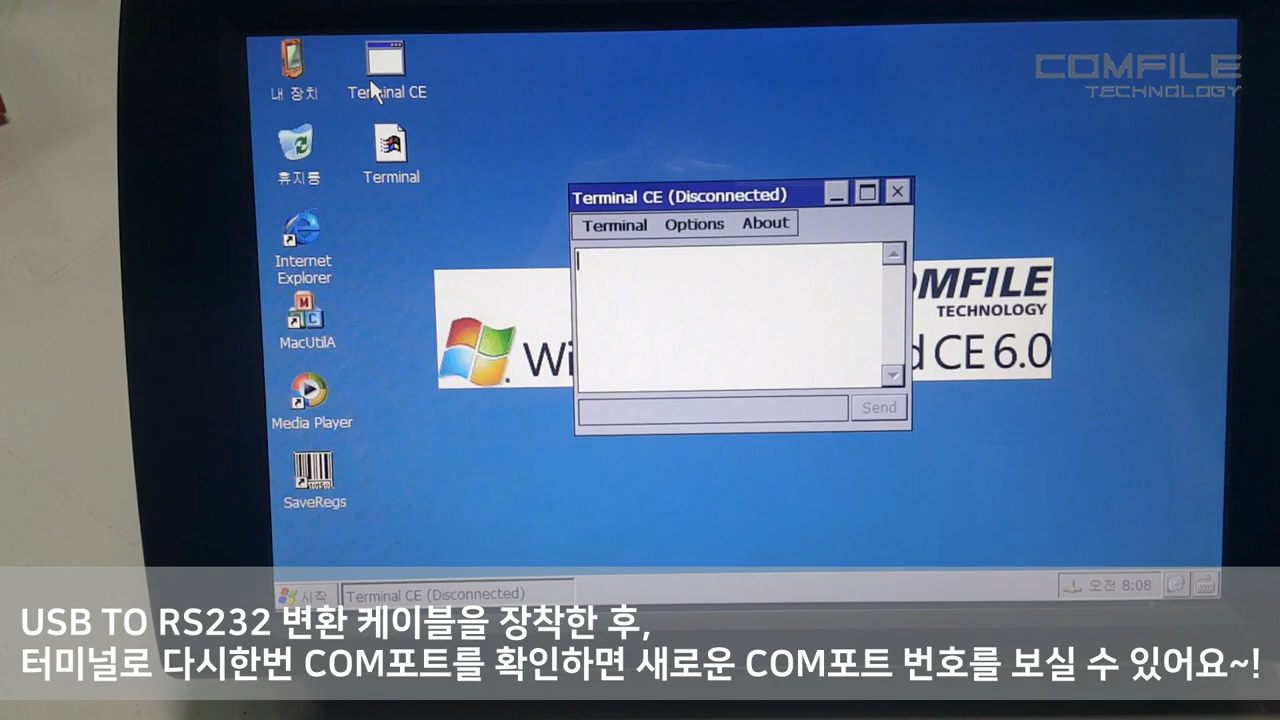 COMFILE
TECHNOLOGY
내 장치
Terminal CE
휴지통
Terminal
Internet
Explorer
MacUtilA
Media Player
SaveRegs
Terminal CE (Disconnected)
Terminal Options About
Send
COMFILE
TECHNOLOGY
Wi
d CE 6.0
시작
Terminal CE (Disconnected)
오전 8:08
USB TO RS232 변환 케이블을 장착한 후,
터미널로 다시한번 COM포트를 확인하면 새로운 COM포트 번호를 보실 수 있어요~!